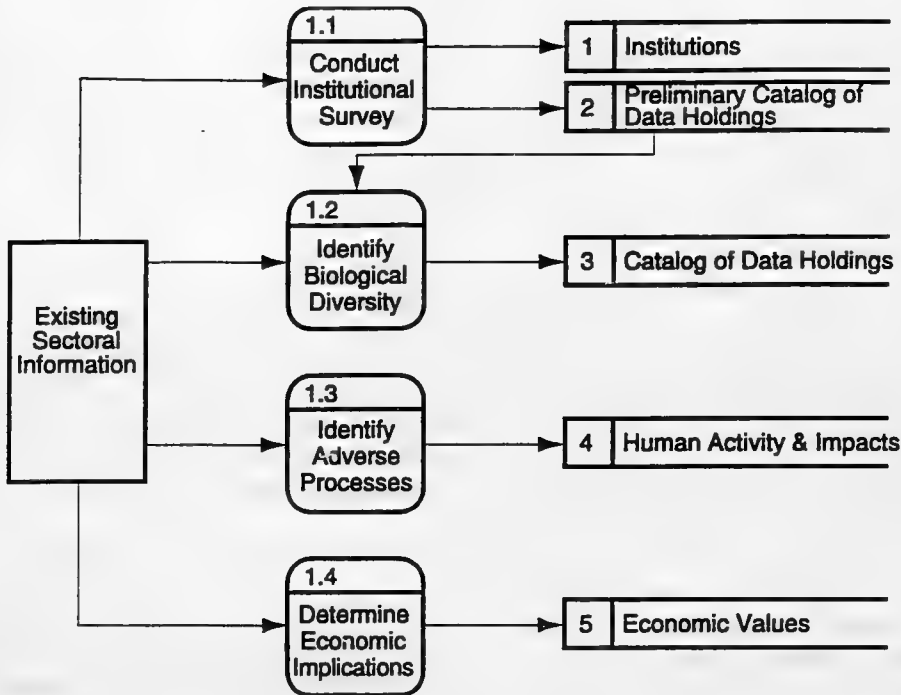 1.1
Conduct
Institutional
Survey
1 Institutions
2 Preliminary Catalog of
Data Holdings
1.2
Identify
Biological
Diversity
3 Catalog of Data Holdings
Existing
Sectoral
Information
1.3
Identify
Adverse
Processes
4 Human Activity & Impacts
1.4
Determine
Economic
Implications
5 Economic Values